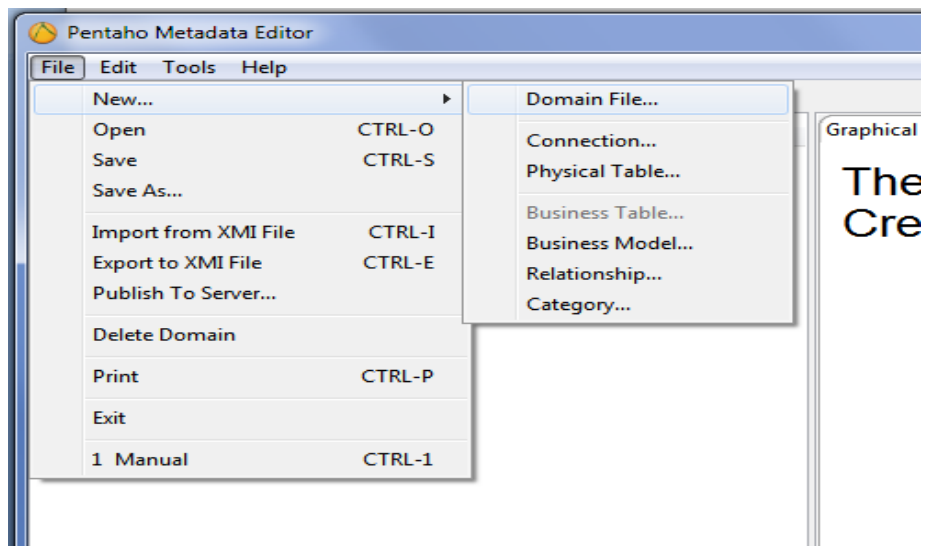 Pentaho Metadata Editor
File Edit Tools Help
New...
Open CTRL-O
Save CTRL-S
Save As...
Import from XMI File CTRL-I
Export to XMI File CTRL-E
Publish To Server...
Delete Domain
Print CTRL-P
Exit
1 Manual CTRL-1
Domain File...
Connection...
Physical Table...
Business Table...
Business Model...
Relationship...
Category...
Graphical
The
Cre